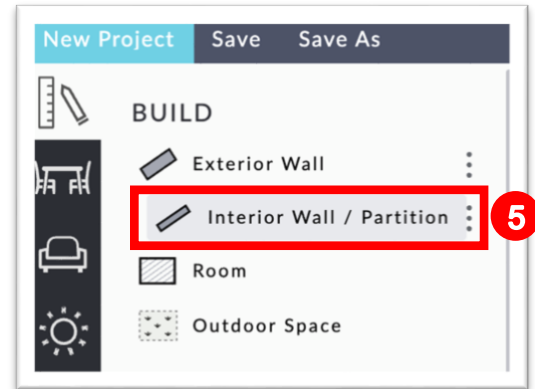 New Project Save Save As
BUILD
Exterior Wall
Interior Wall / Partition 5
Room
Outdoor Space